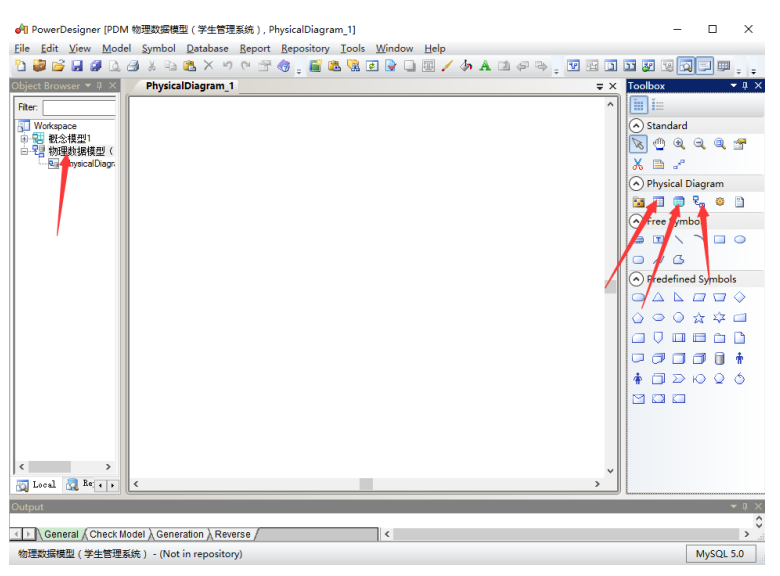 PowerDesigner [PDM 物理数据模型（学生管理系统）, PhysicalDiagram_1]
File Edit View Model Symbol Database Report Repository Tools Window Help
Object Browser
PhysicalDiagram_1
Toolbox
Filter:
Workspace
概念模型1
物理数据模型（
PhysicalDiagr
Standard
Physical Diagram
Free Symbols
Predefined Symbols
Local
Re
Output
General Check Model Generation Reverse
物理数据模型（学生管理系统） - (Not in repository)
MySQL 5.0